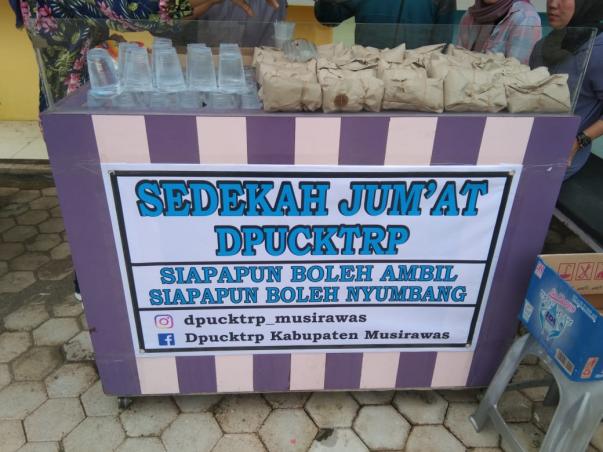 SEDEKAH JUM'AT
DPUCKTRP
SIAPAPUN BOLEH AMBIL
SIAPAPUN BOLEH NYUMBANG
dpucktrp_musirawas
Dpucktrp Kabupaten Musirawas